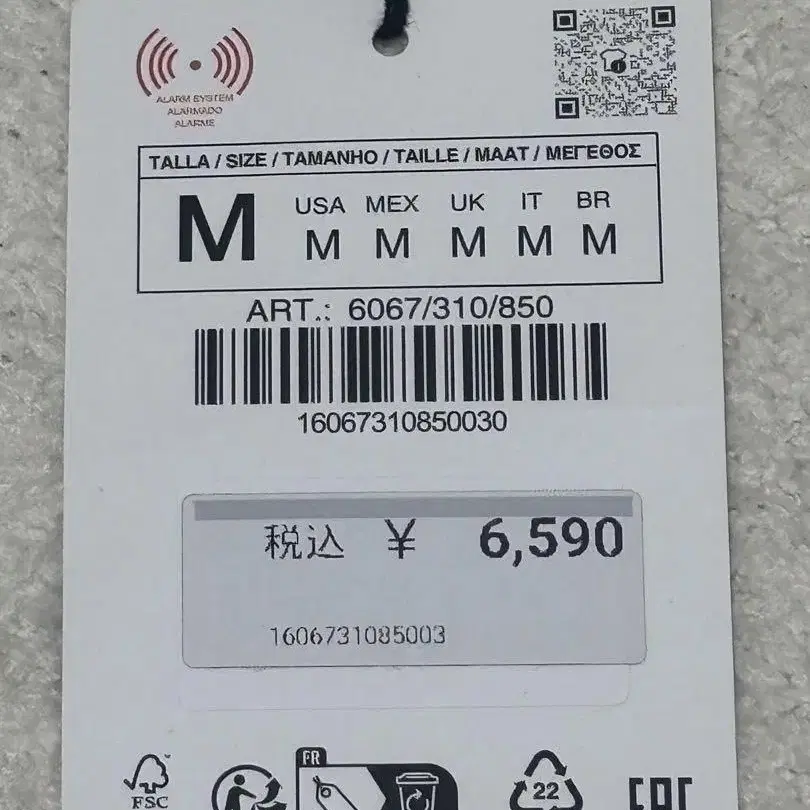 ALARM SYSTEM
ALARMADO
ALARME
TALLA / SIZE / TAMANHO / TAILLE / MAAT / ΜΕΓΕΘΟΣ
M
USA MEX UK IT BR
M M M M M
ART.: 6067/310/850
16067310850030
税込 ¥ 6,590
1606731085003
FR
FSC
22
EAC